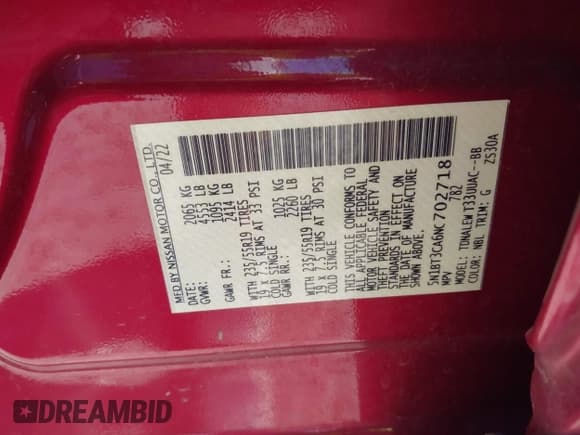 MFD BY NISSAN MOTOR CO., LTD.
04/22
GVWR: 2065 KG
4553 LB
GAWR FR.: 1095 KG
2414 LB
WITH 235/55R19 TIRES
19 X 7.5J RIMS AT 33 PSI
COLD SINGLE
GAWR RR.: 1025 KG
2260 LB
WITH 235/55R19 TIRES
19 X 7.5J RIMS AT 30 PSI
COLD SINGLE
THIS VEHICLE CONFORMS TO
ALL APPLICABLE FEDERAL
MOTOR VEHICLE SAFETY AND
THEFT PREVENTION
STANDARDS IN EFFECT ON
THE DATE OF MANUFACTURE
SHOWN ABOVE.
5N1BT3CA6NC702718
MPV 782
MODEL: TDNALEW T33UUAC--BB
COLOR: NBL TRIM: G ZS30A
DREAMBID